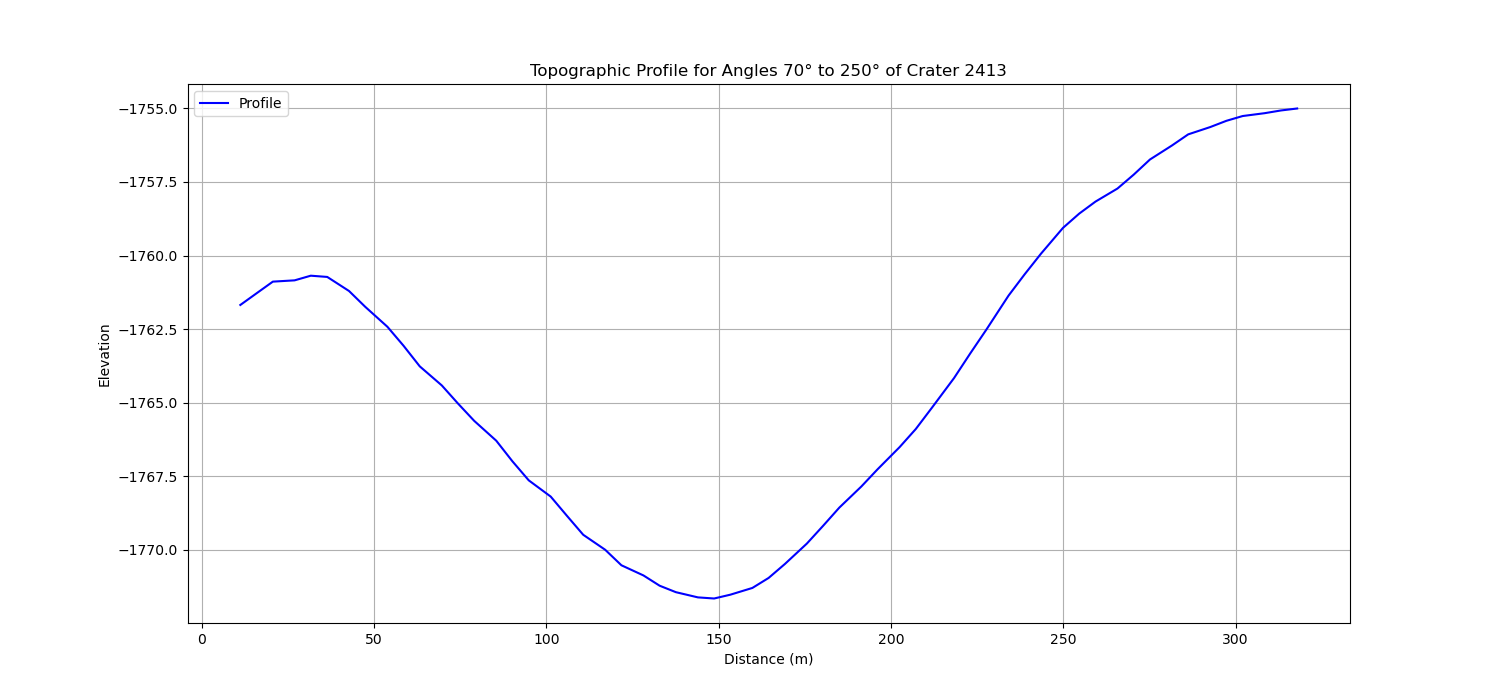 Topographic Profile for Angles 70° to 250° of Crater 2413
Profile
−1755.0
−1757.5
−1760.0
−1762.5
−1765.0
−1767.5
−1770.0
Elevation
0 50 100 150 200 250 300
Distance (m)